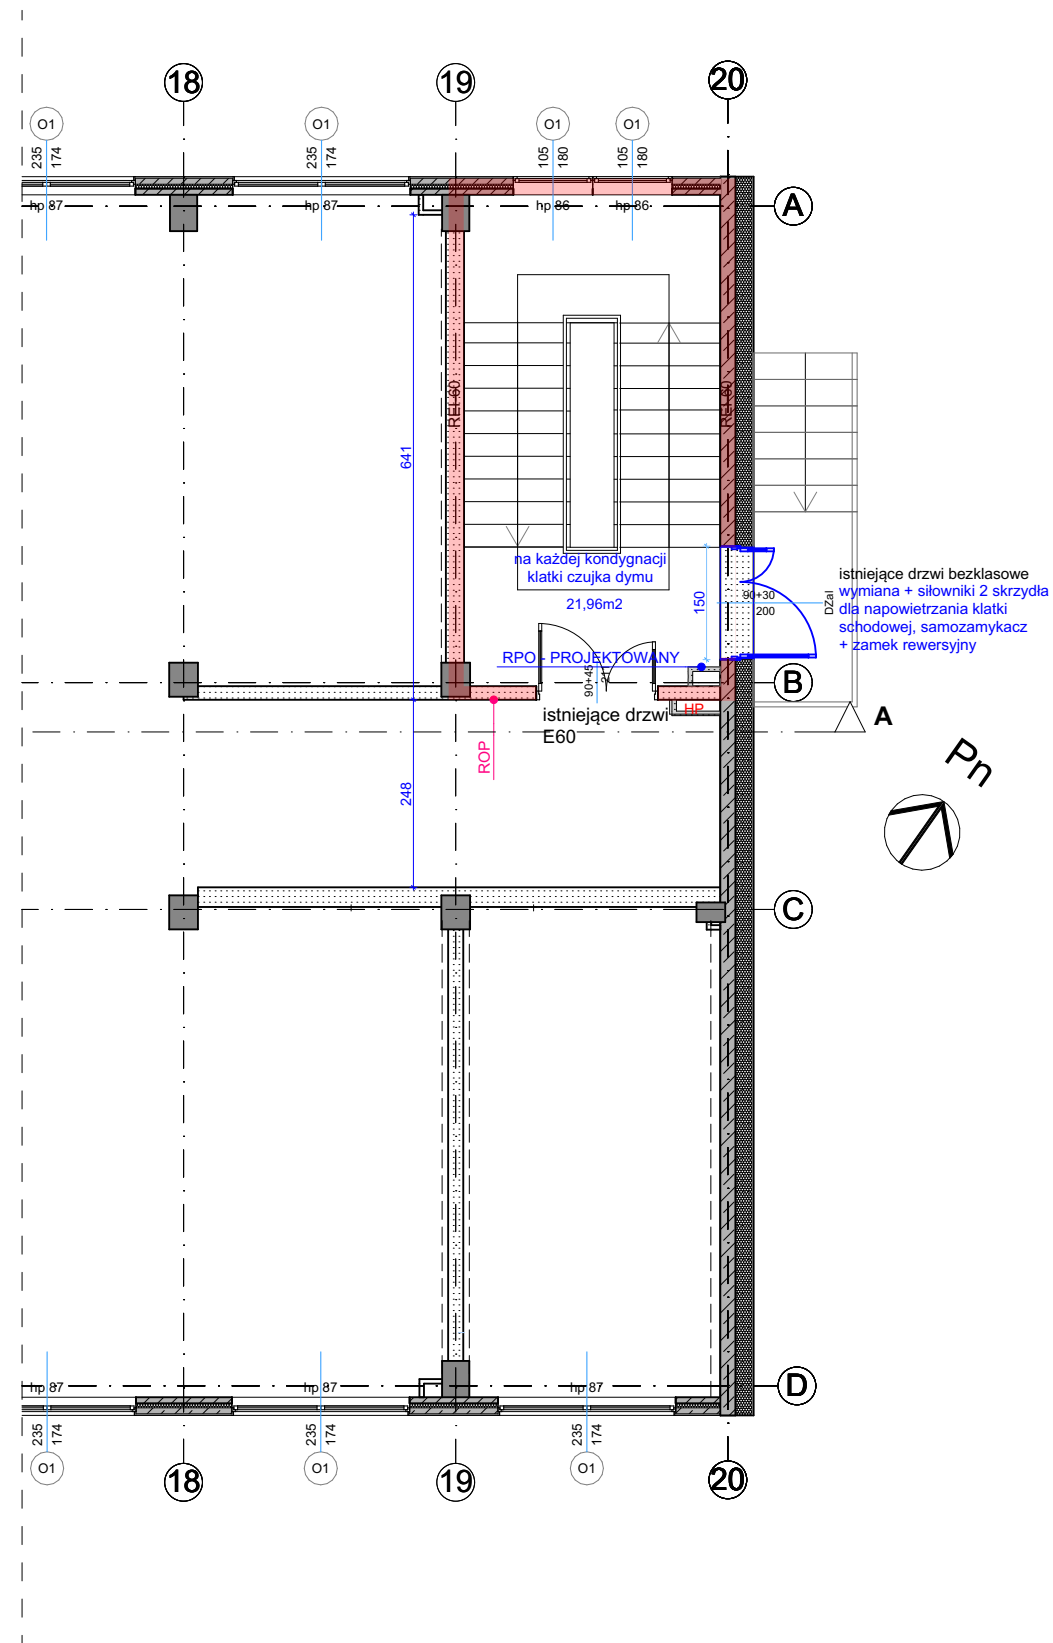 18
19
20
O1
O1
O1
O1
235
174
235
174
105
180
105
180
hp 87
hp 87
hp 86
hp 86
A
REI 60
REI 60
641
na każdej kondygnacji
klatki czujka dymu
21,96m2
150
90+30
200
DZal
istniejące drzwi bezklasowe
wymiana + siłowniki 2 skrzydła
dla napowietrzania klatki
schodowej, samozamykacz
+ zamek rewersyjny
RPO - PROJEKTOWANY
90+45
B
HP
istniejące drzwi
E60
ROP
A
Pn
248
C
hp 87
hp 87
hp 87
D
235
174
235
174
235
174
O1
O1
O1
18
19
20